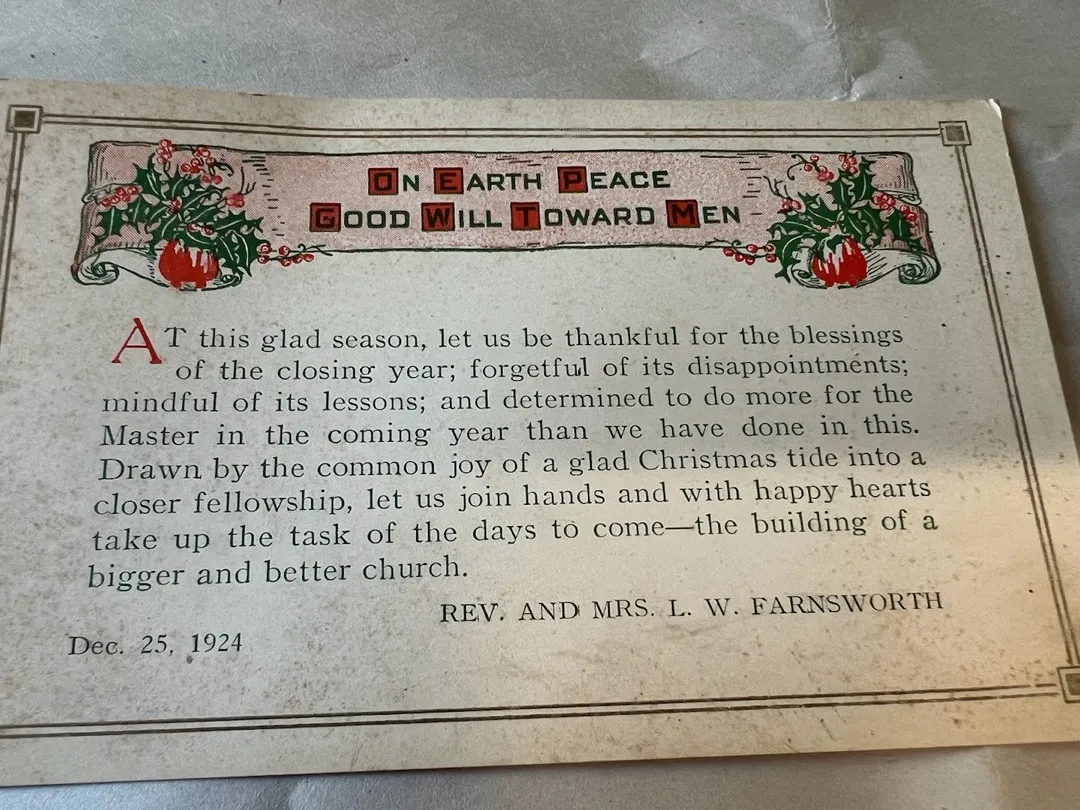 ON EARTH PEACE
GOOD WILL TOWARD MEN
AT this glad season, let us be thankful for the blessings
of the closing year; forgetful of its disappointments;
mindful of its lessons; and determined to do more for the
Master in the coming year than we have done in this.
Drawn by the common joy of a glad Christmas tide into a
closer fellowship, let us join hands and with happy hearts
take up the task of the days to come—the building of a
bigger and better church.
REV. AND MRS. L. W. FARNSWORTH
Dec. 25, 1924